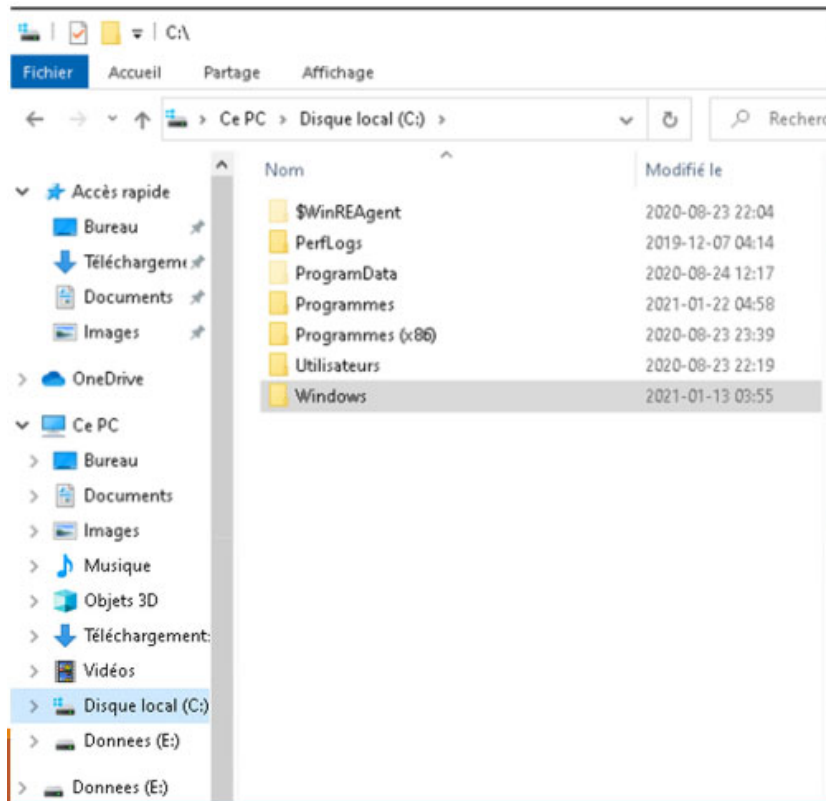 C:\
Fichier Accueil Partage Affichage
Ce PC > Disque local (C:) > Recherc
Nom Modifié le
Accès rapide
Bureau
Téléchargeme
Documents
Images
OneDrive
Ce PC
Bureau
Documents
Images
Musique
Objets 3D
Téléchargement:
Vidéos
Disque local (C:)
Donnees (E:)
Donnees (E:)
$WinREAgent 2020-08-23 22:04
PerfLogs 2019-12-07 04:14
ProgramData 2020-08-24 12:17
Programmes 2021-01-22 04:58
Programmes (x86) 2020-08-23 23:39
Utilisateurs 2020-08-23 22:19
Windows 2021-01-13 03:55